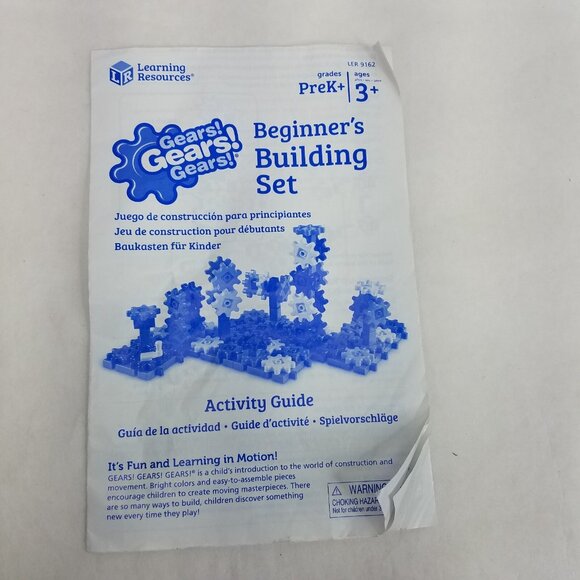 Learning
Resources®
LER 9162
grades
PreK+
ages
3+
Gears!
Gears!
Gears!
Beginner's
Building
Set
Juego de construcción para principiantes
Jeu de construction pour débutants
Baukasten für Kinder
Activity Guide
Guía de la actividad • Guide d'activité • Spielvorschläge
It's Fun and Learning in Motion!
GEARS! GEARS! GEARS!® is a child's introduction to the world of construction and
movement. Bright colors and easy-to-assemble pieces
encourage children to create moving masterpieces. There
are so many ways to build, children discover something
new every time they play!
WARNING
CHOKING HAZAR
Not for children under